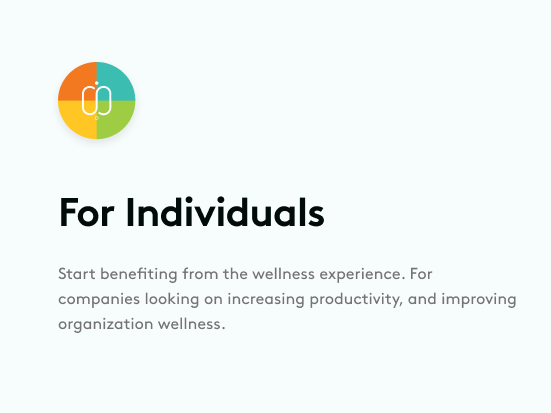 For Individuals
Start benefiting from the wellness experience. For
companies looking on increasing productivity, and improving
organization wellness.